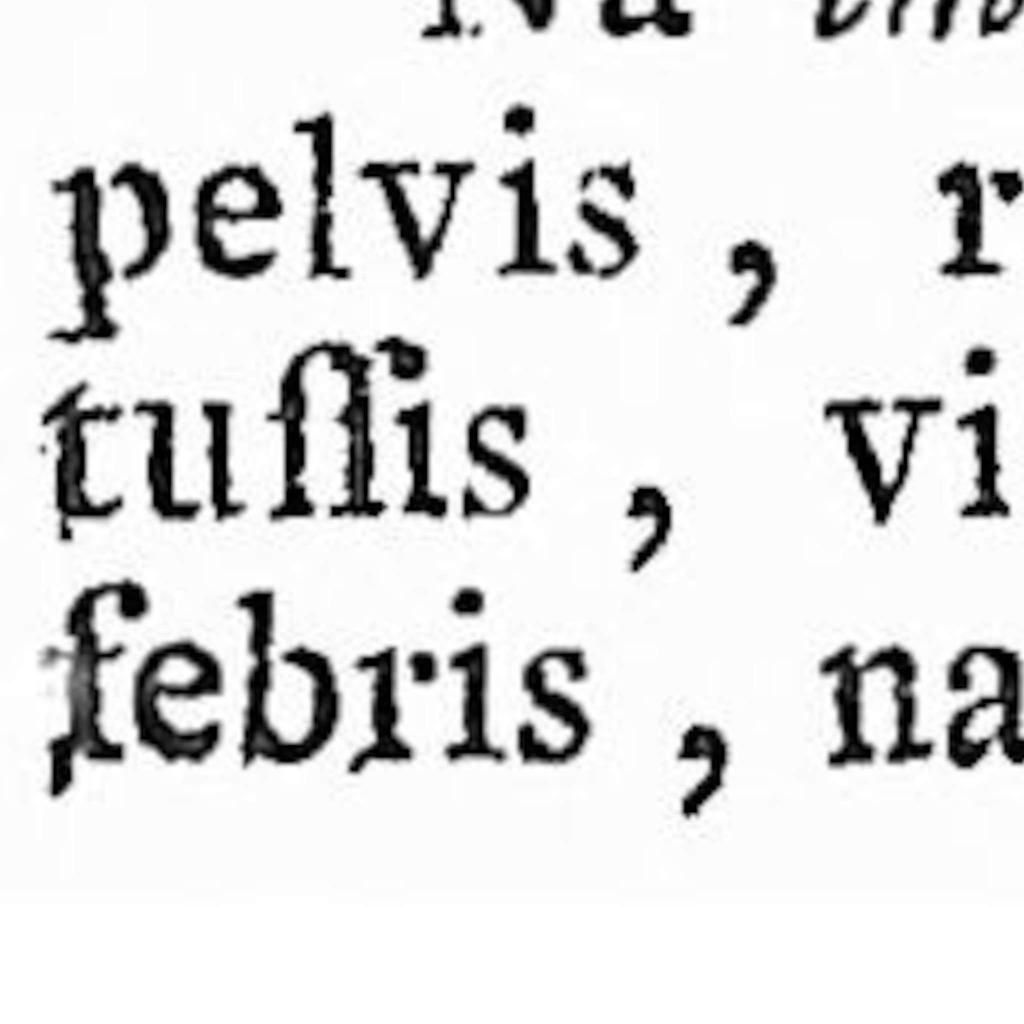 pelvis , r
tuſſis , vi
febris , na